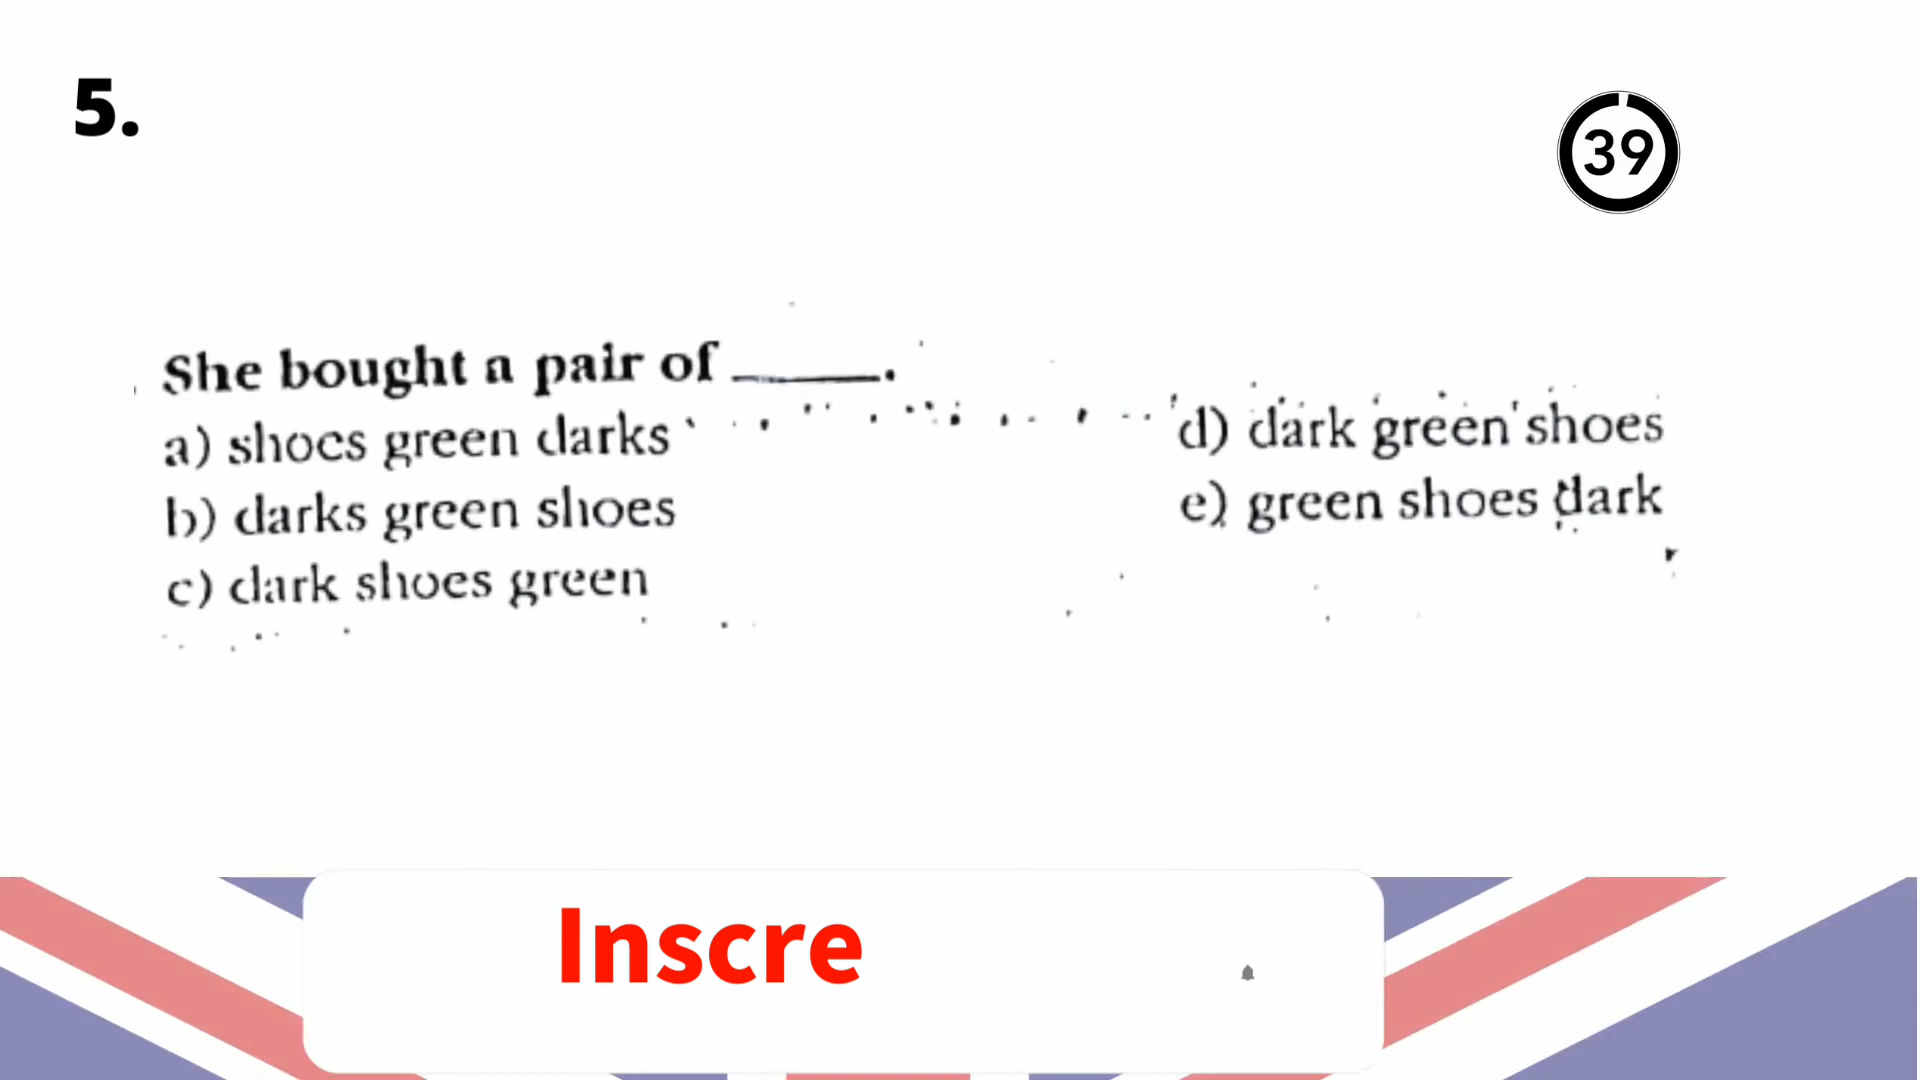 5.
39
She bought a pair of ______.
a) shoes green darks
b) darks green shoes
c) dark shoes green
d) dark green shoes
e) green shoes dark
Inscre